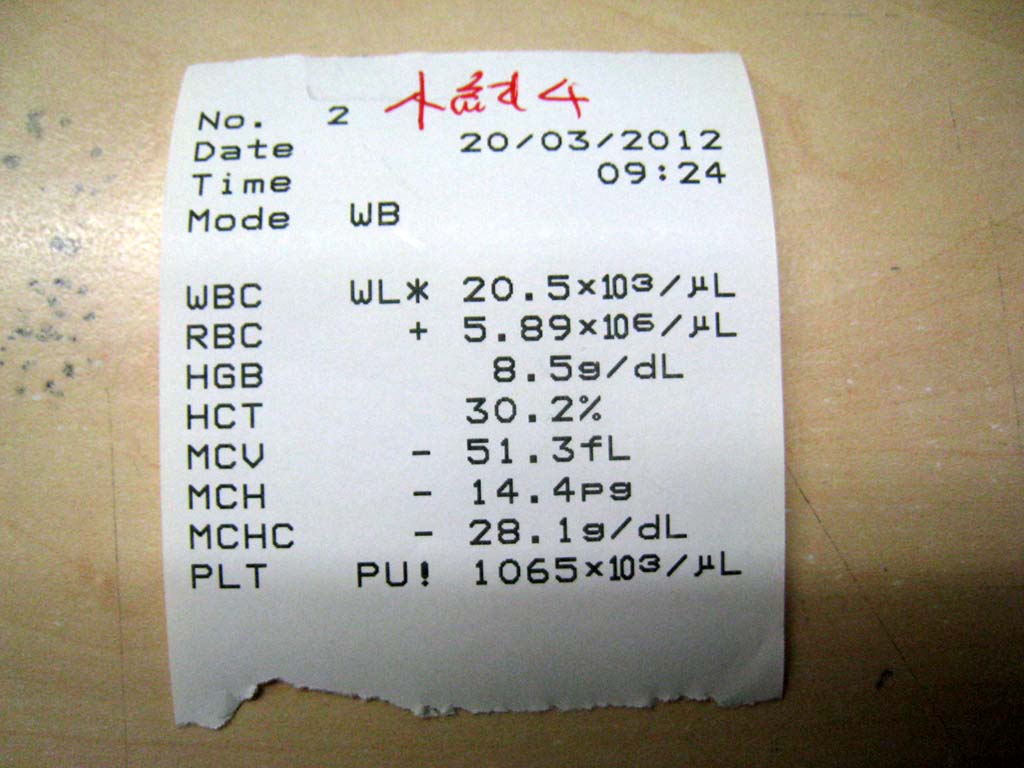 No. 2
Date 20/03/2012
Time 09:24
Mode WB
WBC WL* 20.5×10³/μL
RBC + 5.89×10⁶/μL
HGB 8.5g/dL
HCT 30.2%
MCV - 51.3fL
MCH - 14.4pg
MCHC - 28.1g/dL
PLT PU! 1065×10³/μL